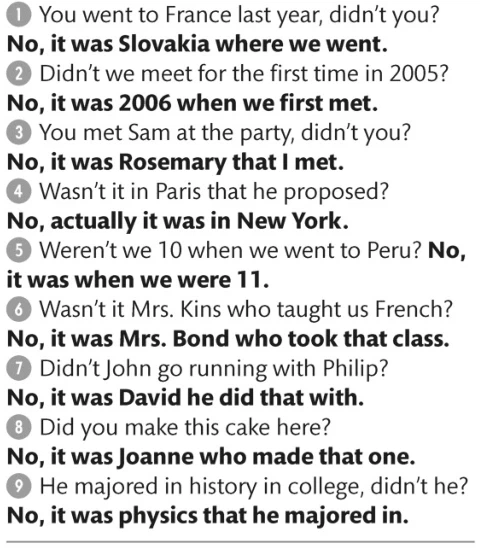 1 You went to France last year, didn't you?
No, it was Slovakia where we went.
2 Didn't we meet for the first time in 2005?
No, it was 2006 when we first met.
3 You met Sam at the party, didn't you?
No, it was Rosemary that I met.
4 Wasn't it in Paris that he proposed?
No, actually it was in New York.
5 Weren't we 10 when we went to Peru? No,
it was when we were 11.
6 Wasn't it Mrs. Kins who taught us French?
No, it was Mrs. Bond who took that class.
7 Didn't John go running with Philip?
No, it was David he did that with.
8 Did you make this cake here?
No, it was Joanne who made that one.
9 He majored in history in college, didn't he?
No, it was physics that he majored in.